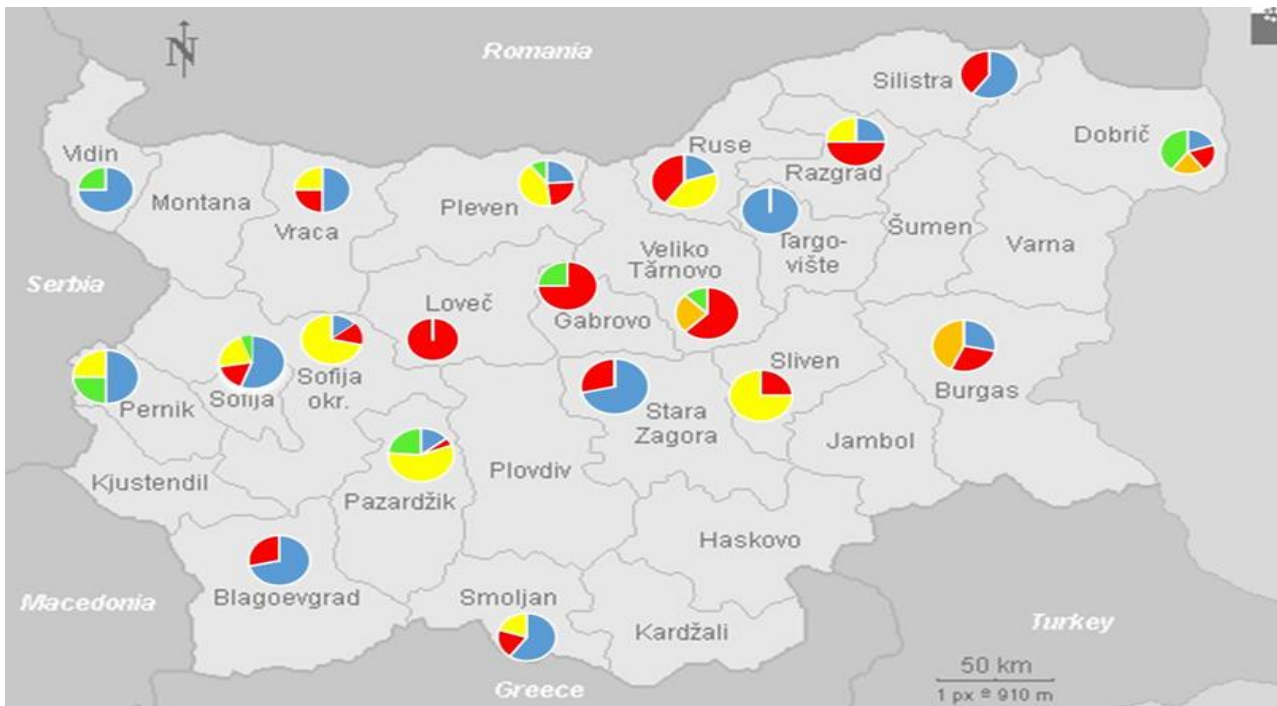 N
Romania
Silistra
Dobrič
Ruse
Razgrad
Vidin
Montana
Vraca
Pleven
Targo-
vište
Šumen
Varna
Veliko
Tărnovo
Serbia
Loveč
Gabrovo
Sofija
okr.
Sofija
Pernik
Sliven
Burgas
Stara
Zagora
Jambol
Kjustendil
Pazardžik
Plovdiv
Haskovo
Blagoevgrad
Smoljan
Kardžali
Macedonia
Turkey
Greece
50 km
1 px ≙ 910 m